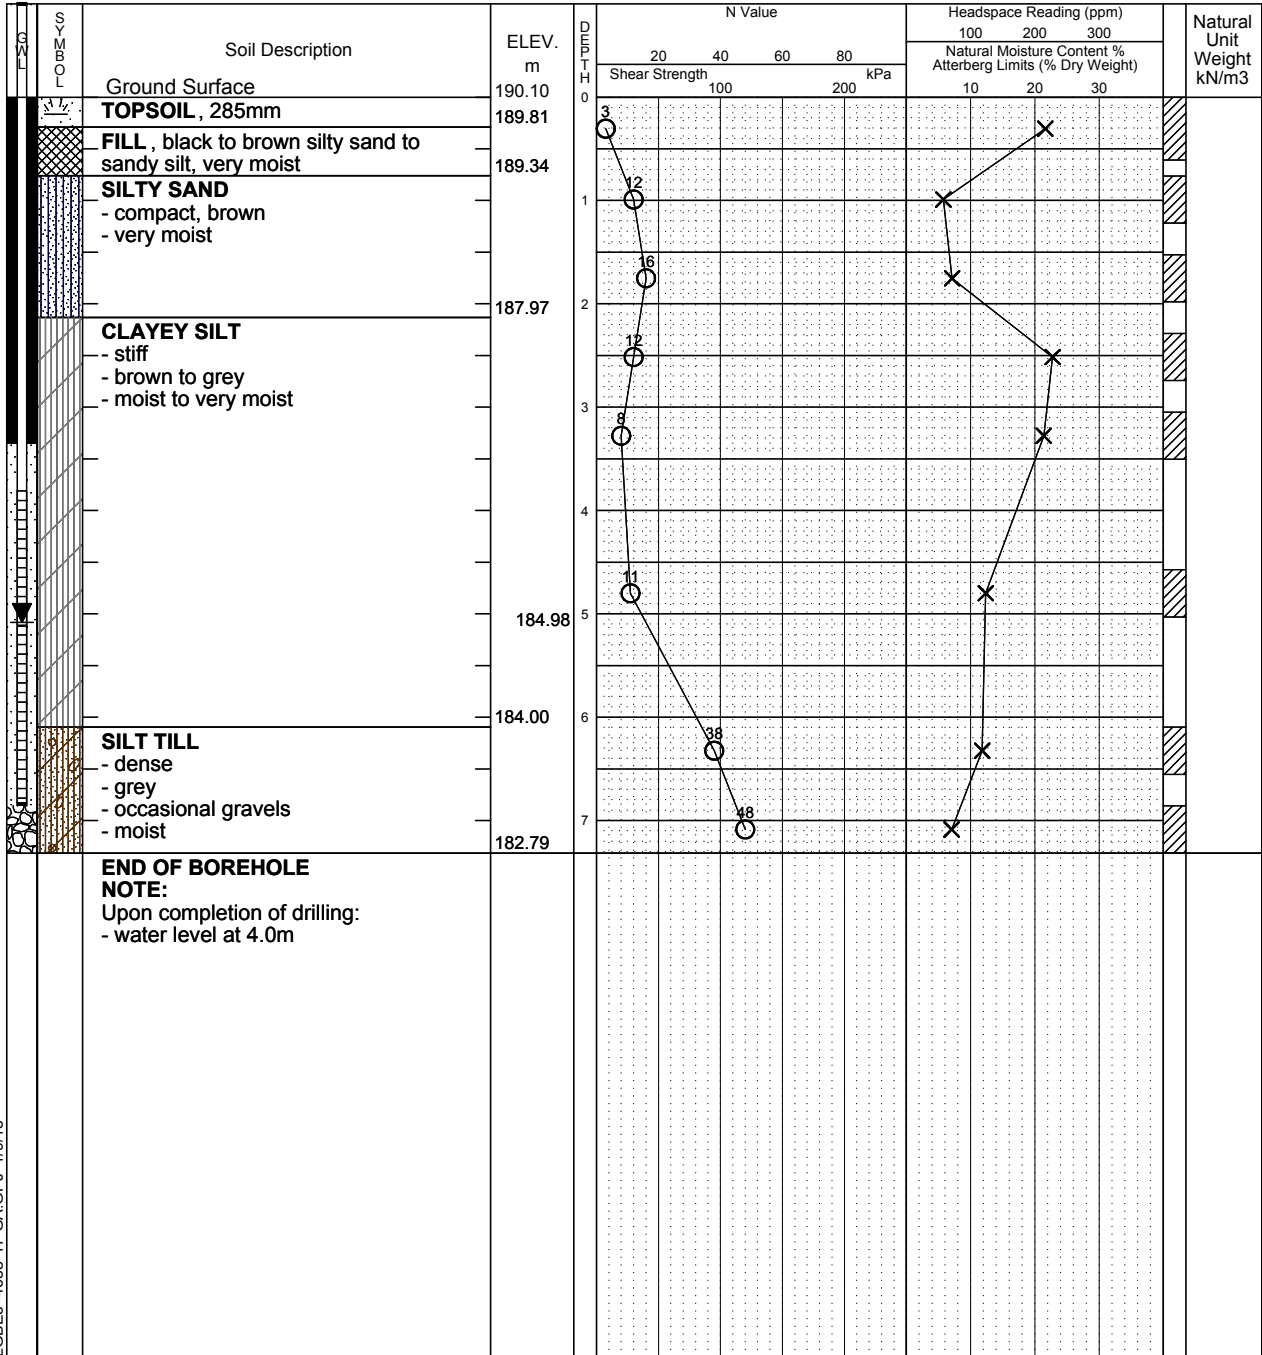 GWL
SYMBOL
Soil Description
ELEV.
m
DEPTH
N Value
20 40 60 80
Shear Strength kPa
100 200
Headspace Reading (ppm)
100 200 300
Natural Moisture Content %
Atterberg Limits (% Dry Weight)
10 20 30
Natural
Unit
Weight
kN/m3
Ground Surface 190.10 0
TOPSOIL, 285mm 189.81
3
FILL, black to brown silty sand to
sandy silt, very moist 189.34
SILTY SAND
12
1
- compact, brown
- very moist
16
2
187.97
CLAYEY SILT
- stiff
12
- brown to grey
- moist to very moist
3
8
4
11
5
184.98
184.00 6
SILT TILL
38
- dense
- grey
- occasional gravels
48
- moist
7
182.79
END OF BOREHOLE
NOTE:
Upon completion of drilling:
- water level at 4.0m